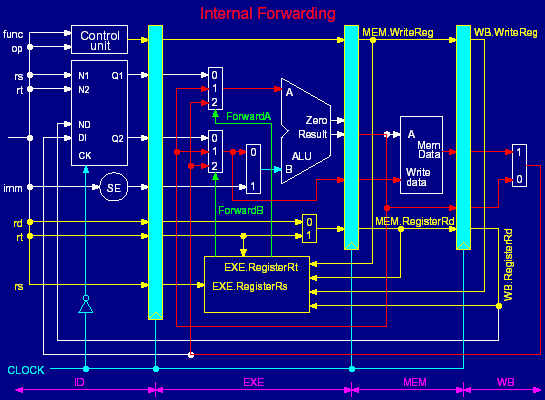 Internal Forwarding
func
op
Control
unit
MEM.WriteReg
WB.WriteReg
rs
rt
N1
N2
Q1
0
1
2
A
ForwardA
Zero
Result
ALU
ND
DI
Q2
CK
0
1
2
0
1
B
A
Mem
Data
Write
data
1
0
imm
SE
ForwardB
rd
rt
0
1
MEM.RegisterRd
WB.RegisterRd
rs
EXE.RegisterRt
EXE.RegisterRs
CLOCK
ID
EXE
MEM
WB